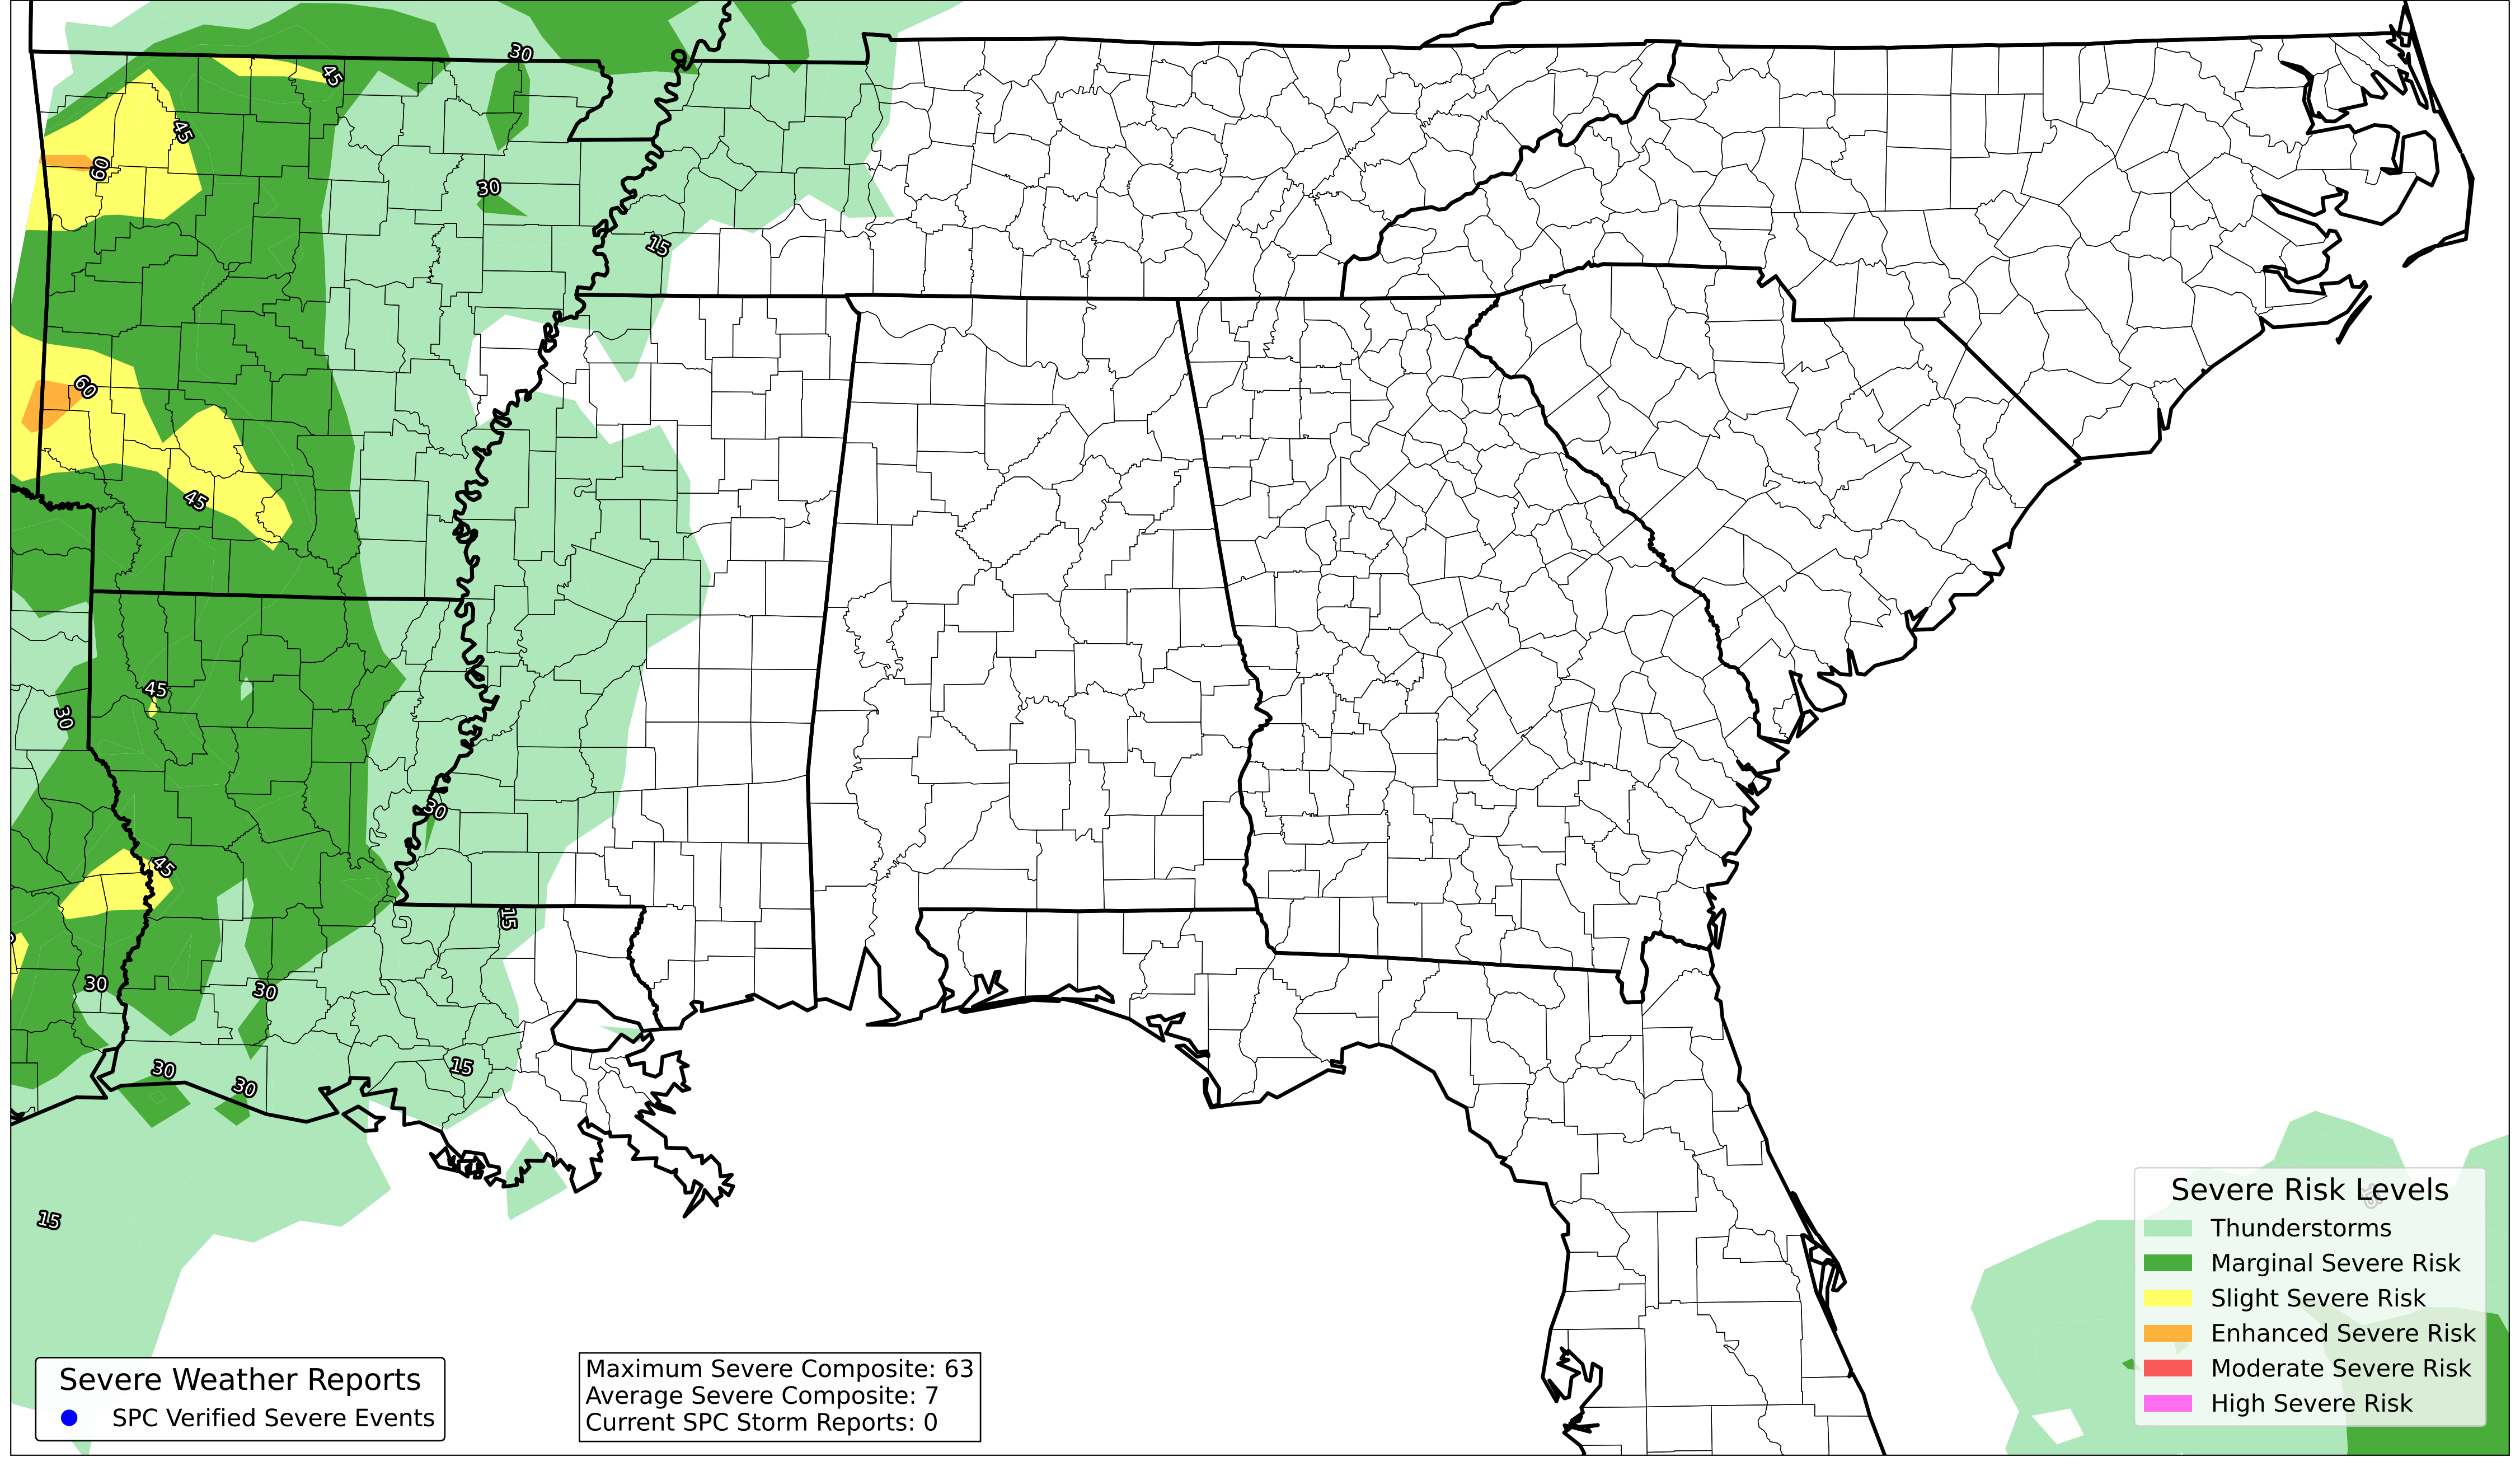 30
45
45
60
30
15
60
45
45
30
30
45
15
30
30
30
30
15
15
Severe Risk Levels
Thunderstorms
Marginal Severe Risk
Slight Severe Risk
Enhanced Severe Risk
Moderate Severe Risk
High Severe Risk
Severe Weather Reports
SPC Verified Severe Events
Maximum Severe Composite: 63
Average Severe Composite: 7
Current SPC Storm Reports: 0